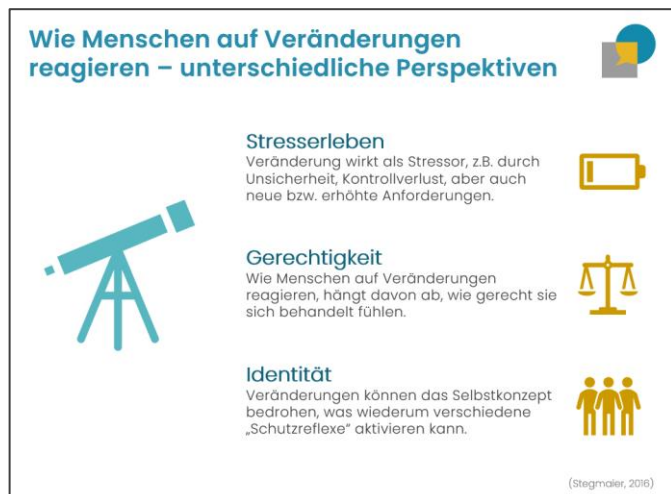 Wie Menschen auf Veränderungen
reagieren – unterschiedliche Perspektiven
Stresserleben
Veränderung wirkt als Stressor, z.B. durch
Unsicherheit, Kontrollverlust, aber auch
neue bzw. erhöhte Anforderungen.
Gerechtigkeit
Wie Menschen auf Veränderungen
reagieren, hängt davon ab, wie gerecht sie
sich behandelt fühlen.
Identität
Veränderungen können das Selbstkonzept
bedrohen, was wiederum verschiedene
„Schutzreflexe“ aktivieren kann.
(Stegmaier, 2016)